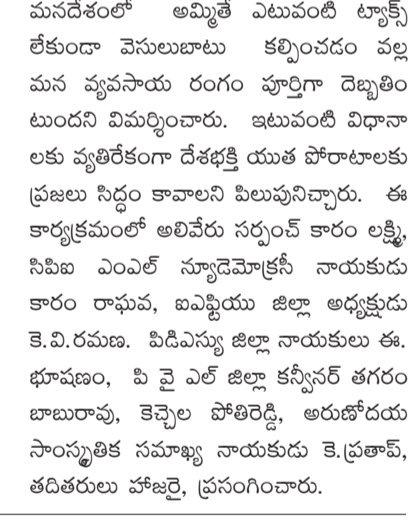 మనదేశంలో అమ్మితే ఎటువంటి ట్యాక్స్
లేకుండా వెసులుబాటు కల్పించడం వల్ల
మన వ్యవసాయ రంగం పూర్తిగా దెబ్బతిం
టుందని విమర్శించారు. ఇటువంటి విధానా
లకు వ్యతిరేకంగా దేశభక్తి యుత పోరాటాలకు
ప్రజలు సిద్ధం కావాలని పిలుపునిచ్చారు. ఈ
కార్యక్రమంలో అలివేరు సర్పంచ్ కారం లక్ష్మి,
సిపిఐ ఎంఎల్ న్యూడెమోక్రసీ నాయకుడు
కారం రాఘవ, ఐఎఫ్టియు జిల్లా అధ్యక్షుడు
కె.వి.రమణ. పిడిఎస్యు జిల్లా నాయకులు ఈ.
భూషణం, పి వై ఎల్ జిల్లా కన్వీనర్ తగరం
బాబురావు, కెచ్చెల పోతిరెడ్డి, అరుణోదయ
సాంస్కృతిక సమాఖ్య నాయకుడు కె.ప్రతాప్,
తదితరులు హాజరై, ప్రసంగించారు.